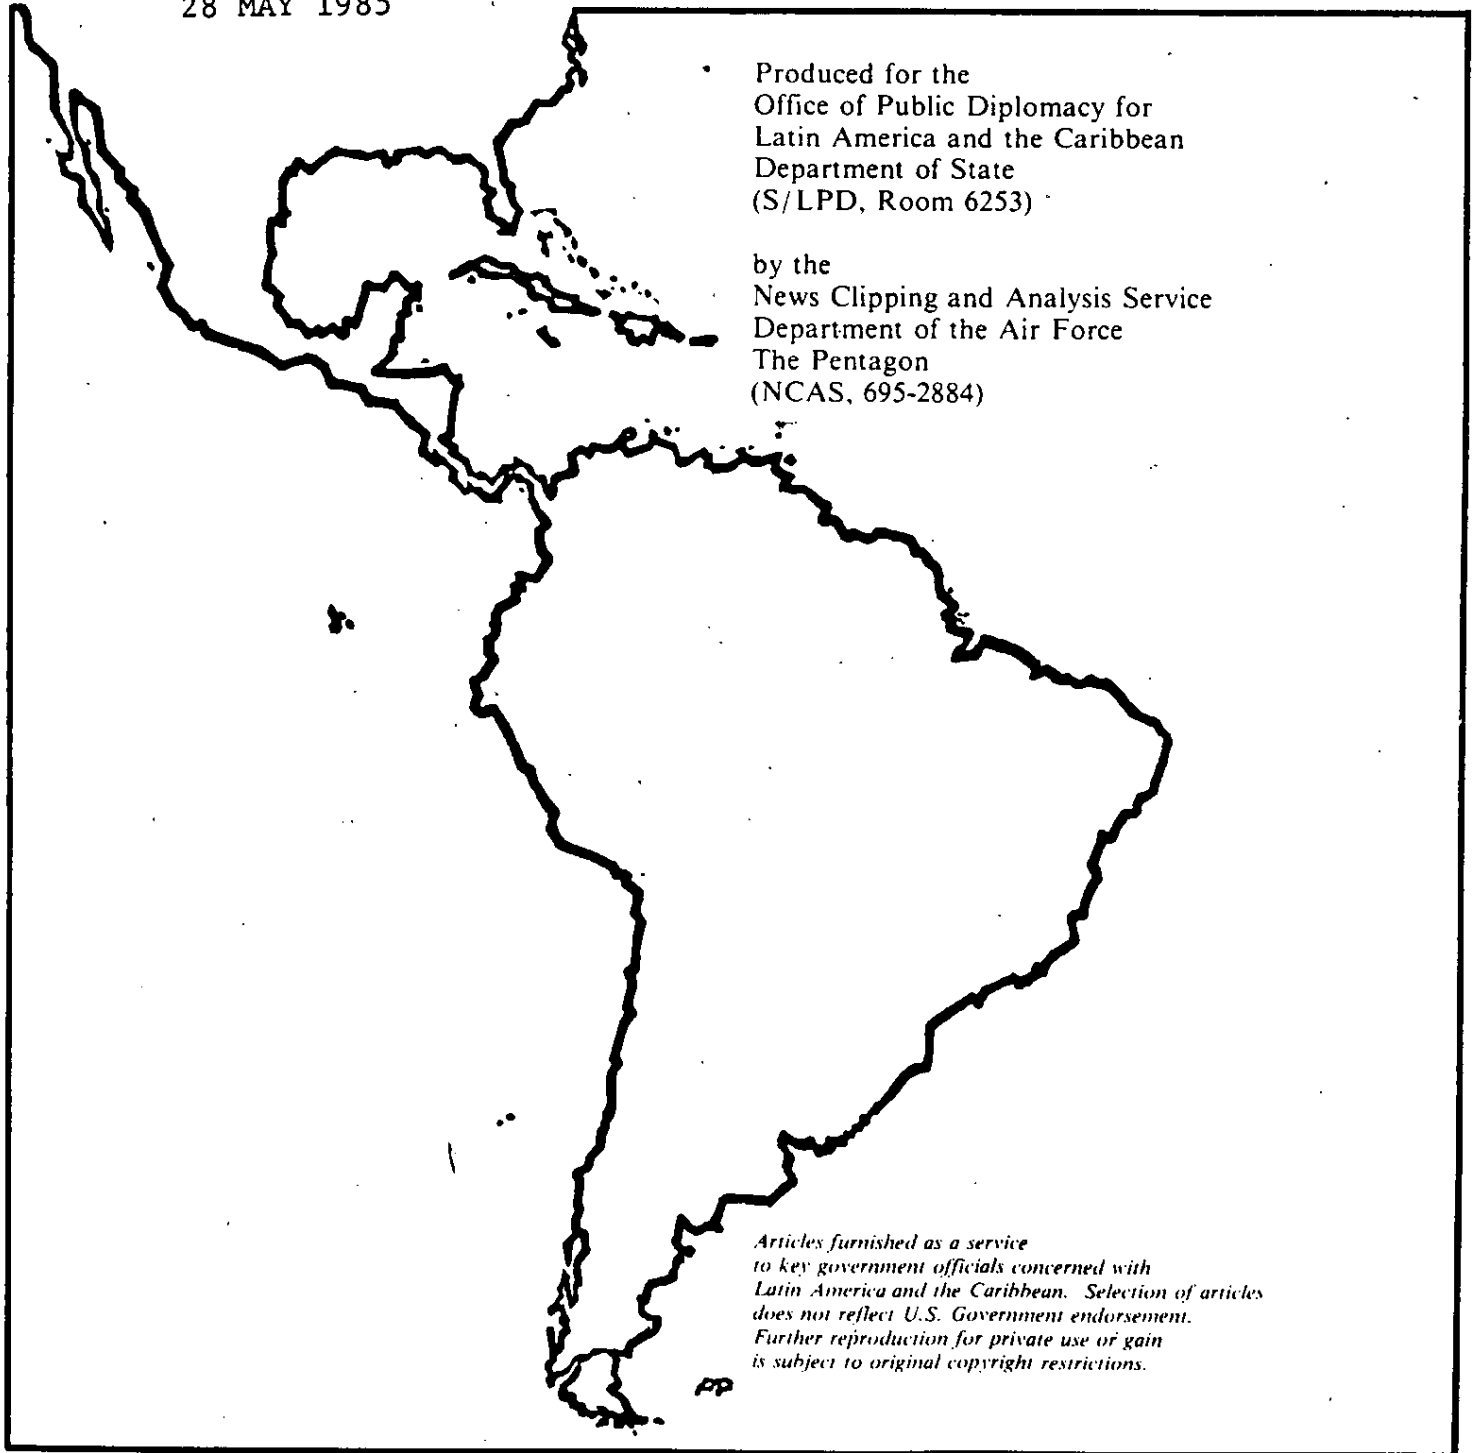 28 MAY 1985
Produced for the
Office of Public Diplomacy for
Latin America and the Caribbean
Department of State
(S/LPD, Room 6253)
by the
News Clipping and Analysis Service
Department of the Air Force
The Pentagon
(NCAS, 695-2884)
Articles furnished as a service
to key government officials concerned with
Latin America and the Caribbean. Selection of articles
does not reflect U.S. Government endorsement.
Further reproduction for private use or gain
is subject to original copyright restrictions.